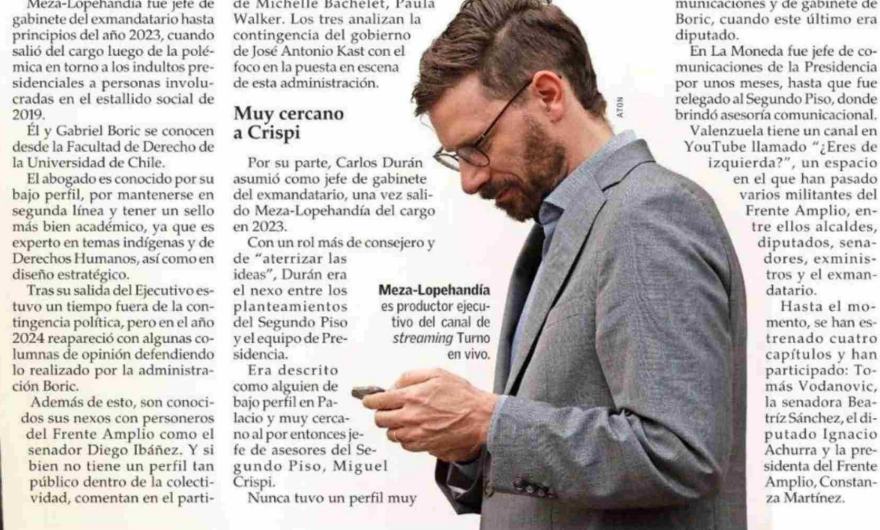 Meza-Lopehandía fue jefe de
gabinete del exmandatario hasta
principios del año 2023, cuando
salió del cargo luego de la polé-
mica en torno a los indultos pre-
sidenciales a personas involu-
cradas en el estallido social de
2019.
Él y Gabriel Boric se conocen
desde la Facultad de Derecho de
la Universidad de Chile.
El abogado es conocido por su
bajo perfil, por mantenerse en
segunda línea y tener un sello
más bien académico, ya que es
experto en temas indígenas y de
Derechos Humanos, así como en
diseño estratégico.
Tras su salida del Ejecutivo es-
tuvo un tiempo fuera de la con-
tingencia política, pero en el año
2024 reapareció con algunas co-
lumnas de opinión defendiendo
lo realizado por la administra-
ción Boric.
Además de esto, son conoci-
dos sus nexos con personeros
del Frente Amplio como el
senador Diego Ibáñez. Y si
bien no tiene un perfil tan
público dentro de la colecti-
vidad, comentan en el parti-
de Michelle Bachelet, Paula
Walker. Los tres analizan la
contingencia del gobierno
de José Antonio Kast con el
foco en la puesta en escena
de esta administración.
Muy cercano
a Crispi
Por su parte, Carlos Durán
asumió como jefe de gabinete
del exmandatario, una vez sali-
do Meza-Lopehandía del cargo
en 2023.
Con un rol más de consejero y
de “aterrizar las
ideas”, Durán era
el nexo entre los
planteamientos
del Segundo Piso
y el equipo de Pre-
sidencia.
Era descrito
como alguien de
bajo perfil en Pa-
lacio y muy cerca-
no al por entonces je-
fe de asesores del Se-
gundo Piso, Miguel
Crispi.
Nunca tuvo un perfil muy
Meza-Lopehandía
es productor ejecu-
tivo del canal de
streaming Turno
en vivo.
ATON
municaciones y de gabinete de
Boric, cuando este último era
diputado.
En La Moneda fue jefe de co-
municaciones de la Presidencia
por unos meses, hasta que fue
relegado al Segundo Piso, donde
brindó asesoría comunicacional.
Valenzuela tiene un canal en
YouTube llamado “¿Eres de
izquierda?”, un espacio
en el que han pasado
varios militantes del
Frente Amplio, en-
tre ellos alcaldes,
diputados, sena-
dores, exminis-
tros y el exman-
datario.
Hasta el mo-
mento, se han es-
trenado cuatro
capítulos y han
participado: To-
más Vodanovic,
la senadora Bea-
tríz Sánchez, el di-
putado Ignacio
Achurra y la pre-
sidenta del Frente
Amplio, Constan-
za Martínez.